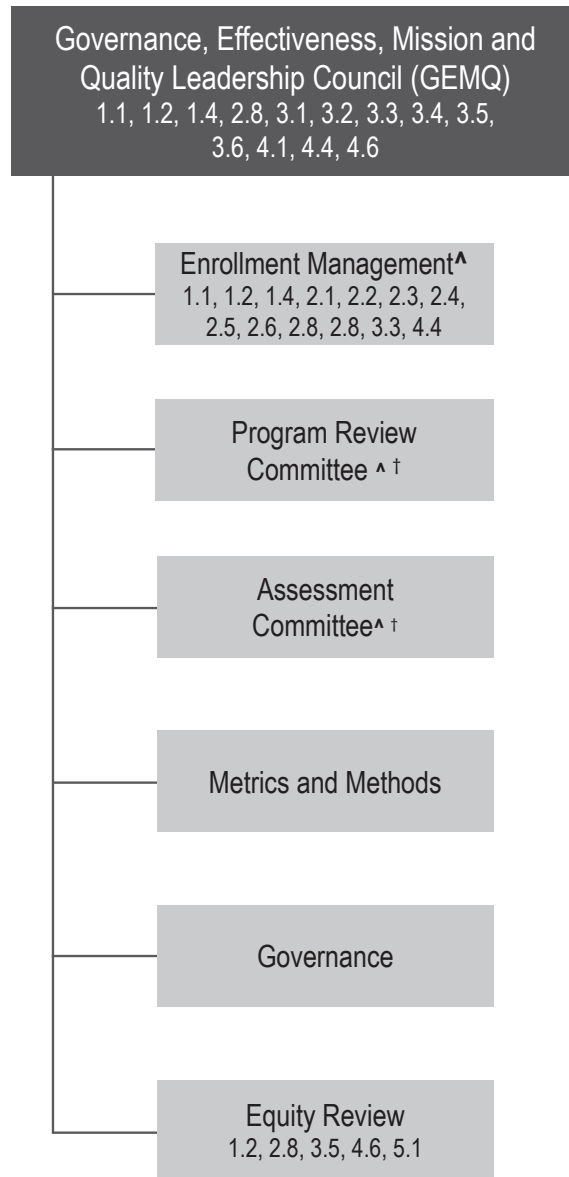 Governance, Effectiveness, Mission and
Quality Leadership Council (GEMQ)
1.1, 1.2, 1.4, 2.8, 3.1, 3.2, 3.3, 3.4, 3.5,
3.6, 4.1, 4.4, 4.6
Enrollment Management^
1.1, 1.2, 1.4, 2.1, 2.2, 2.3, 2.4,
2.5, 2.6, 2.8, 2.8, 3.3, 4.4
Program Review
Committee ^ †
Assessment
Committee^ †
Metrics and Methods
Governance
Equity Review
1.2, 2.8, 3.5, 4.6, 5.1